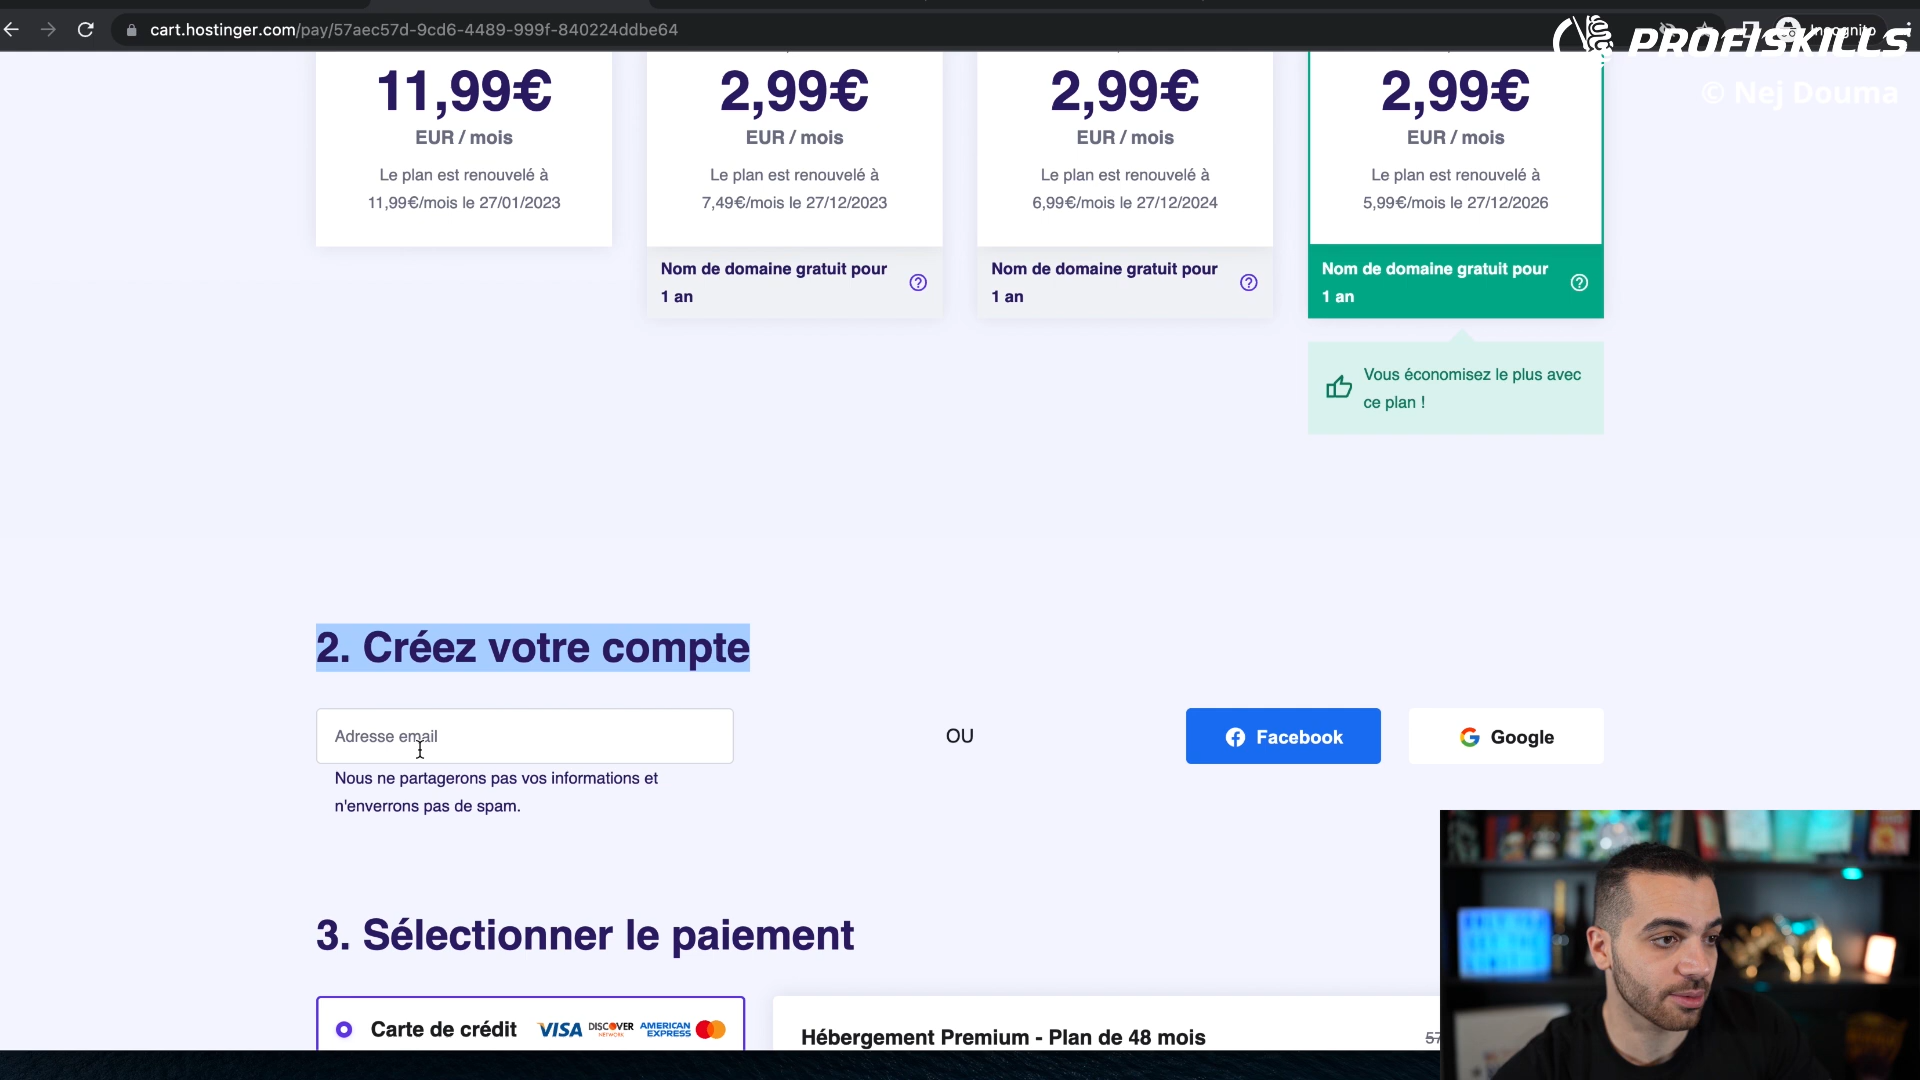 cart.hostinger.com/pay/57aec57d-9cd6-4489-999f-840224ddbe64
Incognito
PROFISKILLS
© Nej Douma
11,99€
EUR / mois
Le plan est renouvelé à
11,99€/mois le 27/01/2023
2,99€
EUR / mois
Le plan est renouvelé à
7,49€/mois le 27/12/2023
Nom de domaine gratuit pour
1 an
2,99€
EUR / mois
Le plan est renouvelé à
6,99€/mois le 27/12/2024
Nom de domaine gratuit pour
1 an
2,99€
EUR / mois
Le plan est renouvelé à
5,99€/mois le 27/12/2026
Nom de domaine gratuit pour
1 an
Vous économisez le plus avec
ce plan !
2. Créez votre compte
Adresse email
OU
Facebook
Google
Nous ne partagerons pas vos informations et
n'enverrons pas de spam.
3. Sélectionner le paiement
Carte de crédit
VISA
DISCOVER
NETWORK
AMERICAN
EXPRESS
Hébergement Premium - Plan de 48 mois
57